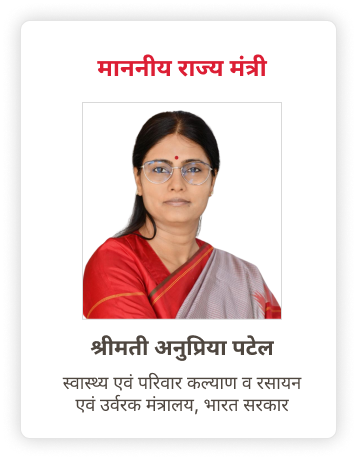 माननीय राज्य मंत्री
श्रीमती अनुप्रिया पटेल
स्वास्थ्य एवं परिवार कल्याण व रसायन
एवं उर्वरक मंत्रालय, भारत सरकार